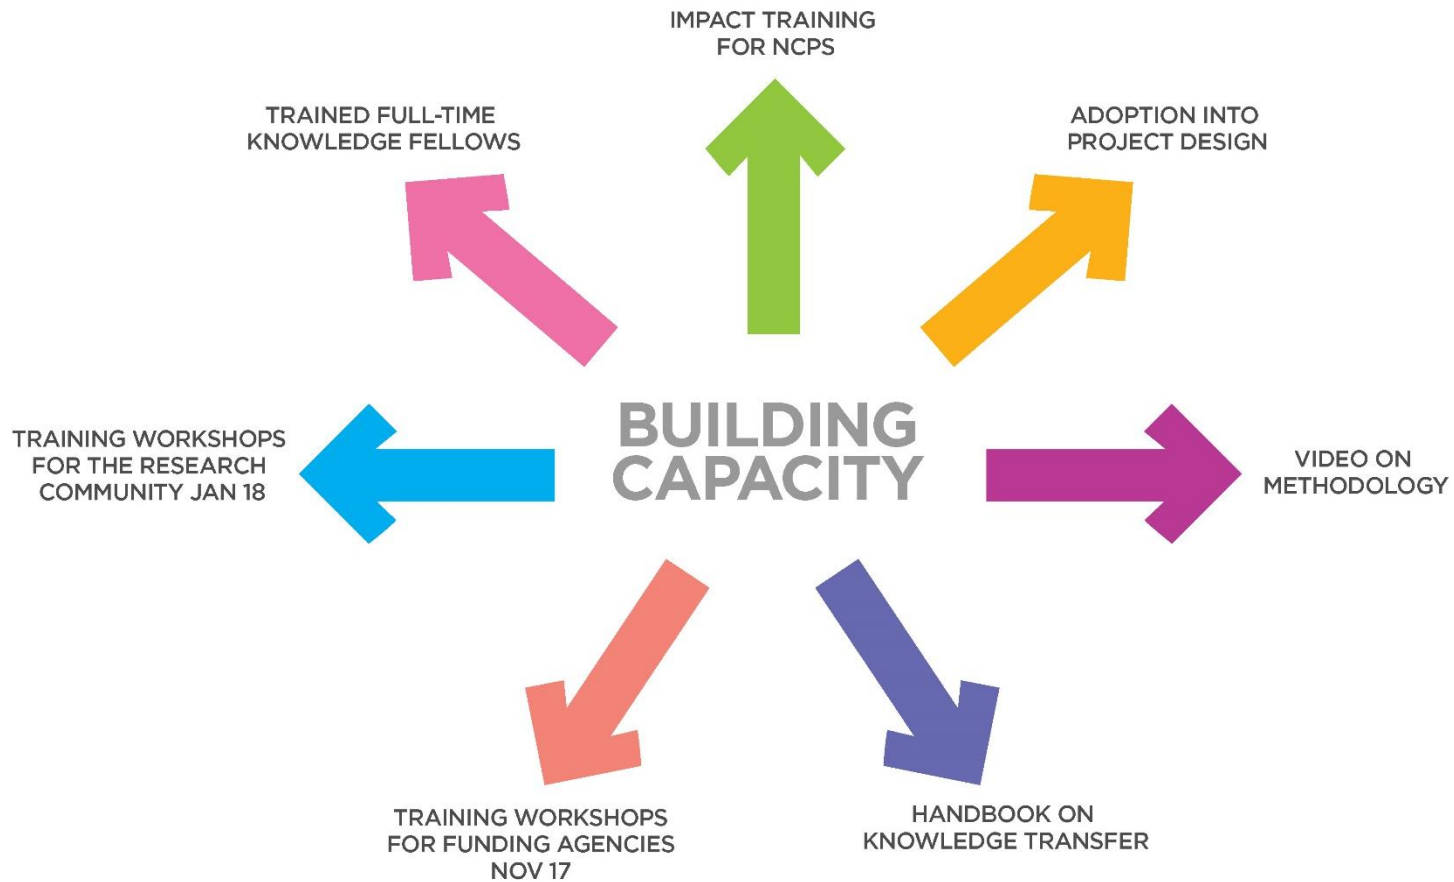 IMPACT TRAINING
FOR NCPS
TRAINED FULL-TIME
KNOWLEDGE FELLOWS
ADOPTION INTO
PROJECT DESIGN
BUILDING
CAPACITY
TRAINING WORKSHOPS
FOR THE RESEARCH
COMMUNITY JAN 18
VIDEO ON
METHODOLOGY
TRAINING WORKSHOPS
FOR FUNDING AGENCIES
NOV 17
HANDBOOK ON
KNOWLEDGE TRANSFER